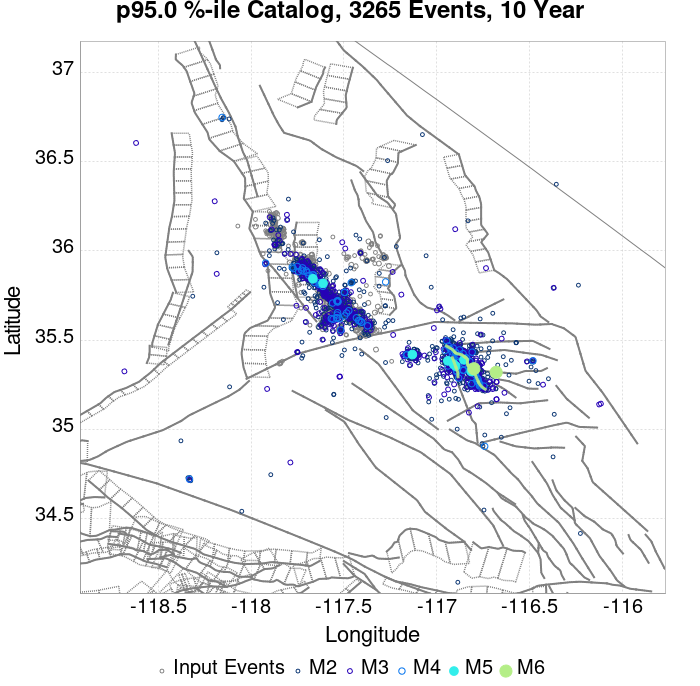 p95.0 %-ile Catalog, 3265 Events, 10 Year
37
36.5
36
35.5
35
34.5
Latitude
-118.5 -118 -117.5 -117 -116.5 -116
Longitude
Input Events M2 M3 M4 M5 M6